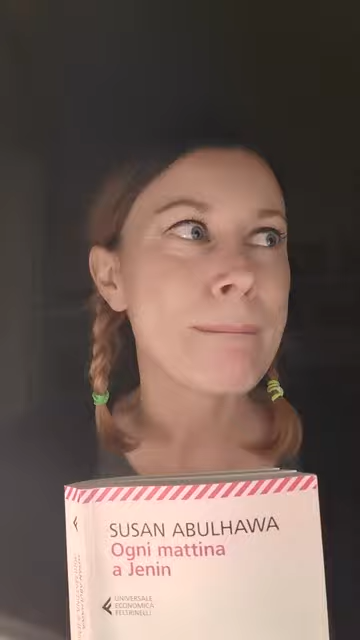 SUSAN ABULHAWA
Ogni mattina
a Jenin
UNIVERSALE
ECONOMICA
FELTRINELLI